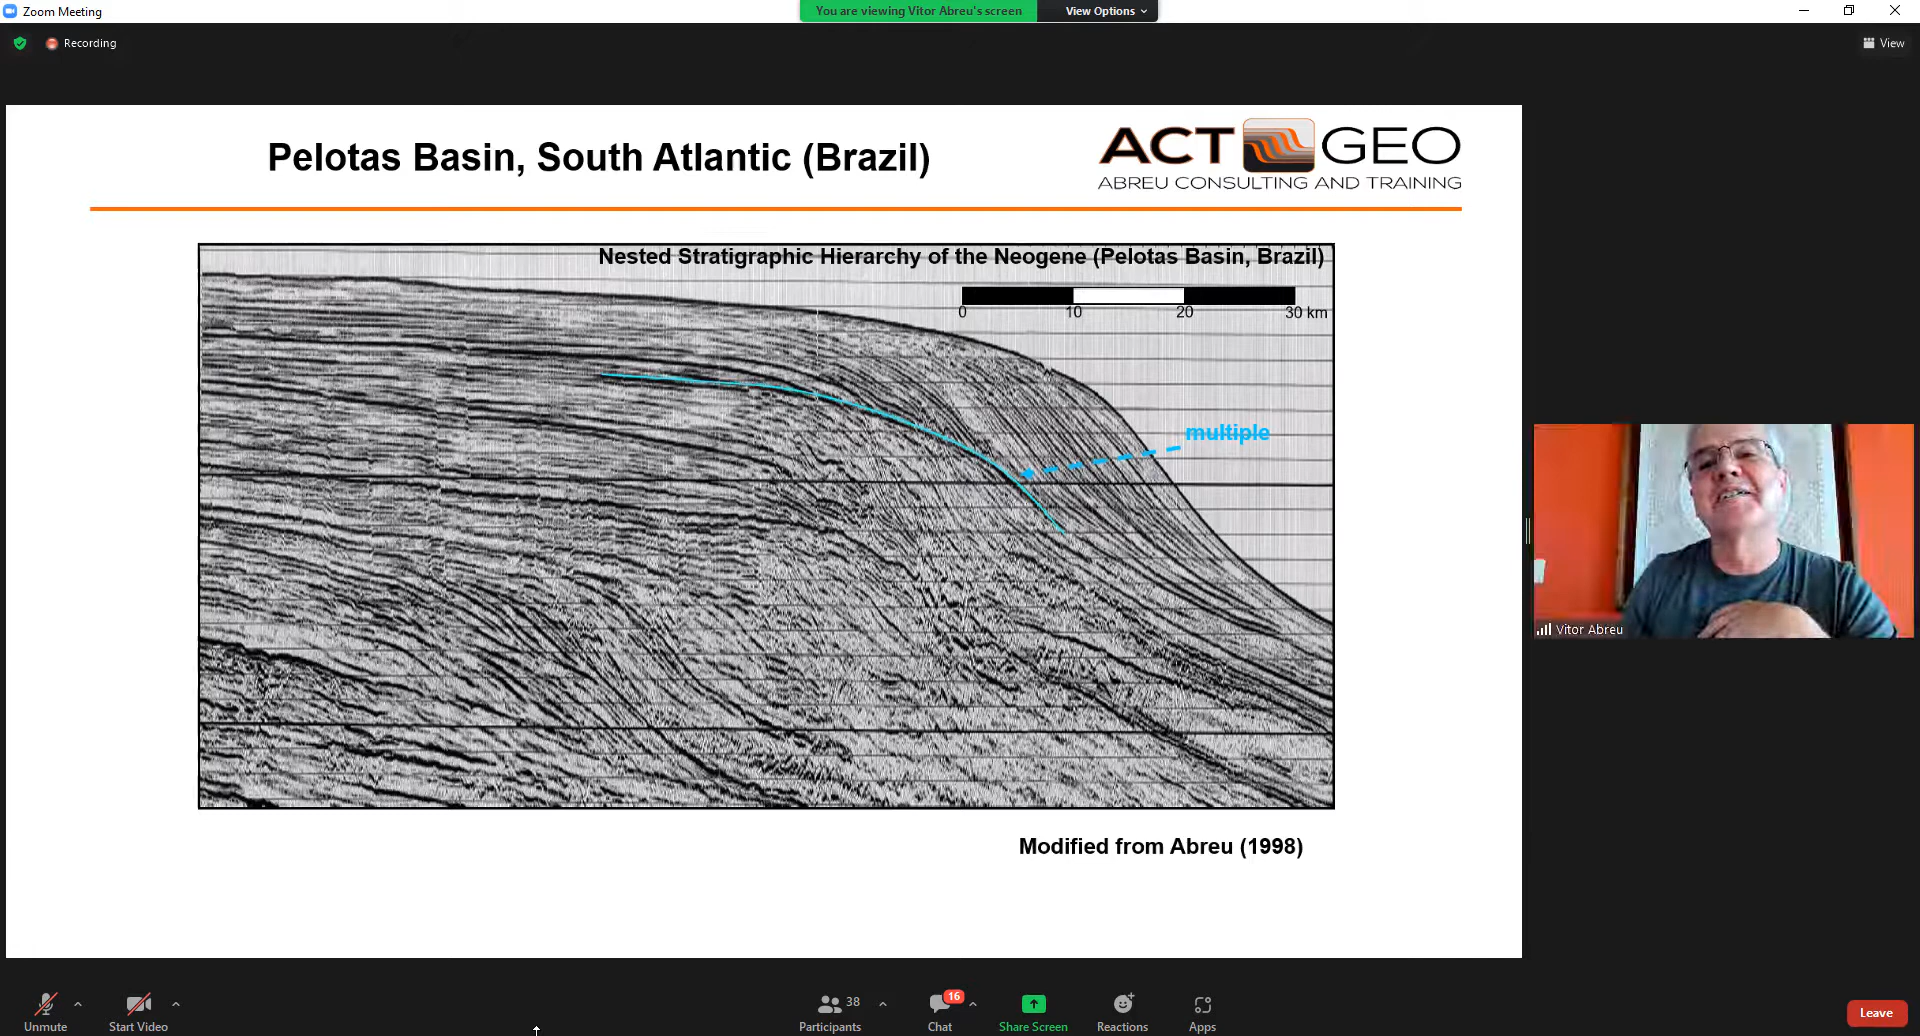 Zoom Meeting
You are viewing Vitor Abreu's screen
View Options
Recording
View
Pelotas Basin, South Atlantic (Brazil)
ACT GEO
ABREU CONSULTING AND TRAINING
Nested Stratigraphic Hierarchy of the Neogene (Pelotas Basin, Brazil)
0 10 20 30 km
multiple
Vitor Abreu
Modified from Abreu (1998)
38
16
Unmute
Start Video
Participants
Chat
Share Screen
Reactions
Apps
Leave